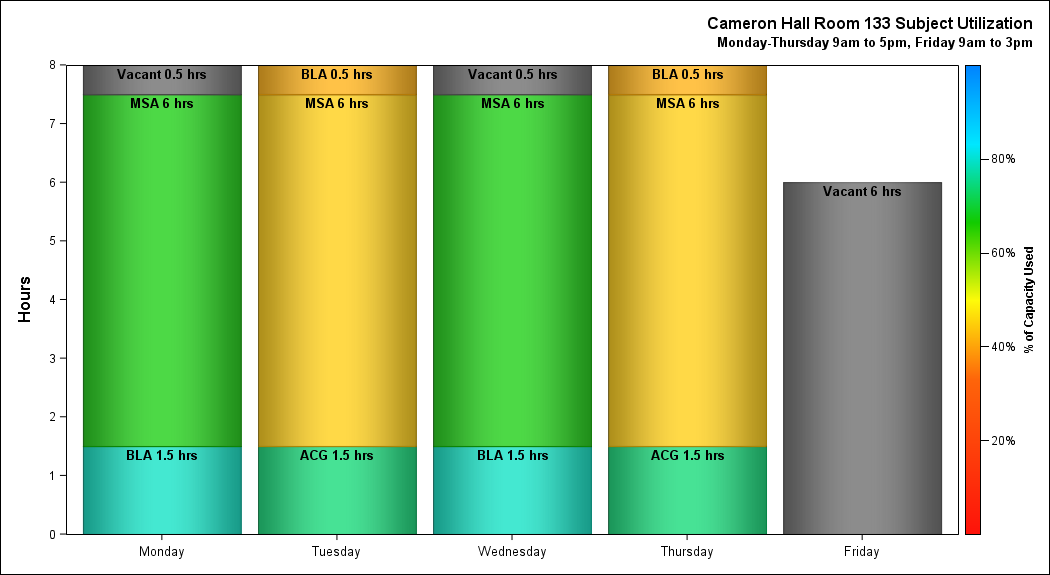 Cameron Hall Room 133 Subject Utilization
Monday-Thursday 9am to 5pm, Friday 9am to 3pm
Hours
8
7
6
5
4
3
2
1
0
Vacant 0.5 hrs
MSA 6 hrs
BLA 1.5 hrs
BLA 0.5 hrs
MSA 6 hrs
ACG 1.5 hrs
Vacant 0.5 hrs
MSA 6 hrs
BLA 1.5 hrs
BLA 0.5 hrs
MSA 6 hrs
ACG 1.5 hrs
Vacant 6 hrs
Monday
Tuesday
Wednesday
Thursday
Friday
80%
60%
40%
20%
% of Capacity Used